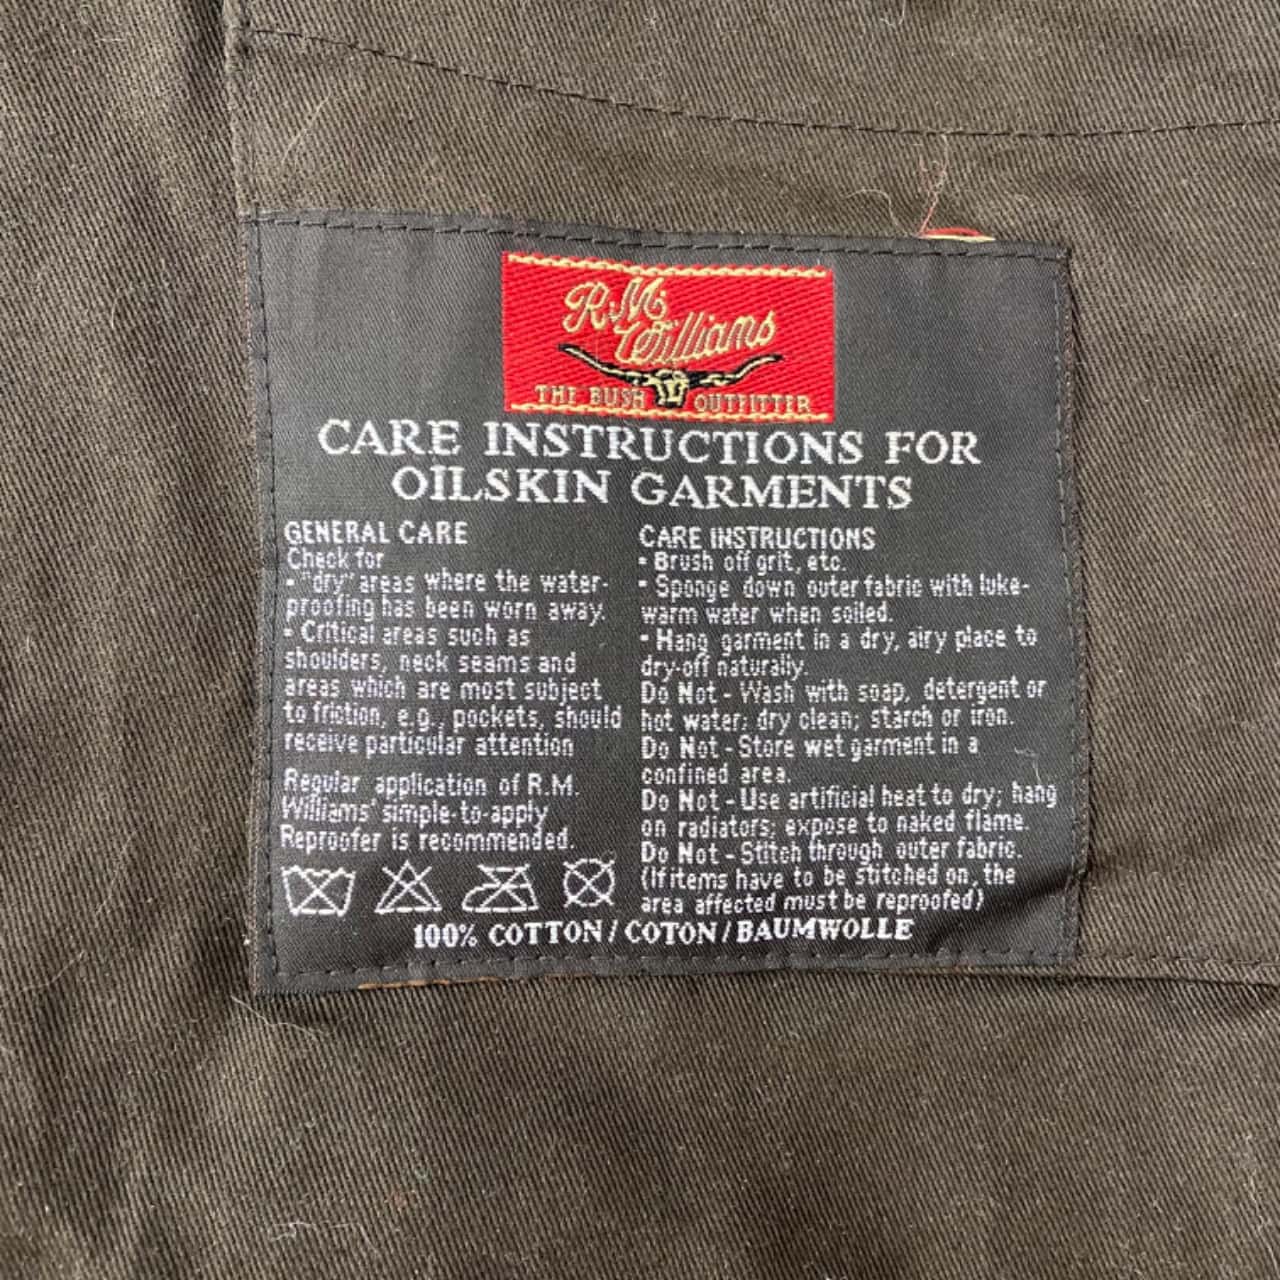 R.M.
Williams
THE BUSH OUTFITTER
CARE INSTRUCTIONS FOR
OILSKIN GARMENTS
GENERAL CARE
Check for
• "dry" areas where the water-
proofing has been worn away.
• Critical areas such as
shoulders, neck seams and
areas which are most subject
to friction, e.g., pockets, should
receive particular attention
Regular application of R.M.
Williams' simple-to-apply
Reproofer is recommended.
CARE INSTRUCTIONS
• Brush off grit, etc.
• Sponge down outer fabric with luke-
warm water when soiled.
• Hang garment in a dry, airy place to
dry-off naturally.
Do Not - Wash with soap, detergent or
hot water; dry clean; starch or iron.
Do Not - Store wet garment in a
confined area.
Do Not - Use artificial heat to dry; hang
on radiators; expose to naked flame.
Do Not - Stitch through outer fabric.
(If items have to be stitched on, the
area affected must be reproofed)
100% COTTON / COTON / BAUMWOLLE